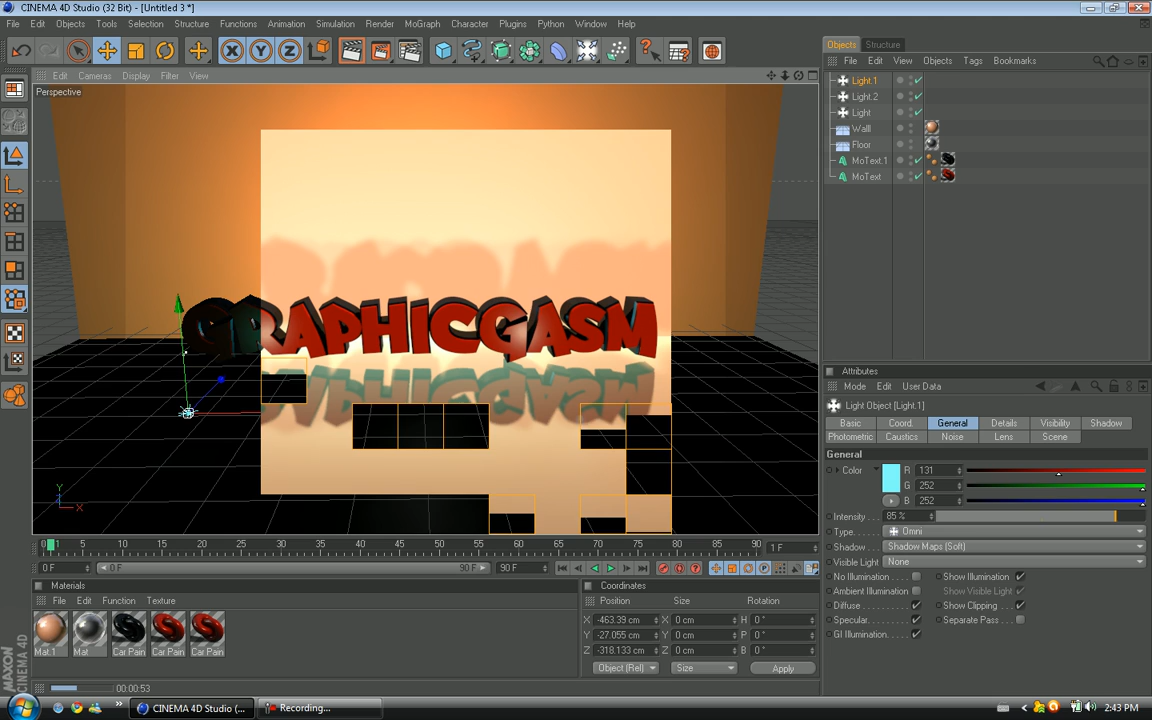 CINEMA 4D Studio (32 Bit) - [Untitled 3 *]
File Edit Objects Tools Selection Structure Functions Animation Simulation Render MoGraph Character Plugins Python Window Help
X Y Z
Objects Structure
File Edit View Objects Tags Bookmarks
Edit Cameras Display Filter View
Perspective
Light.1
Light.2
Light
Wall
Floor
MoText.1
MoText
GRAPHICGASM
Y
X
Attributes
Mode Edit User Data
Light Object [Light.1]
Basic Coord. General Details Visibility Shadow
Photometric Caustics Noise Lens Scene
General
Color R 131
G 252
B 252
Intensity . . . 85 %
Type. . . . Omni
Shadow. . . Shadow Maps (Soft)
Visible Light None
No Illumination Show Illumination
Ambient Illumination Show Visible Light
Diffuse Show Clipping
Specular. Separate Pass
GI Illumination.
0 1 5 10 15 20 25 30 35 40 45 50 55 60 65 70 75 80 85 90 1 F
0 F 0 F 90 F 90 F
Materials
File Edit Function Texture
Mat.1 Mat Car Pain Car Pain Car Pain
Coordinates
Position Size Rotation
X -463.39 cm X 0 cm H 0 °
Y -27.055 cm Y 0 cm P 0 °
Z -318.133 cm Z 0 cm B 0 °
Object (Rel) Size Apply
MAXON
CINEMA 4D
00:00:53
CINEMA 4D Studio (... Recording... 2:43 PM